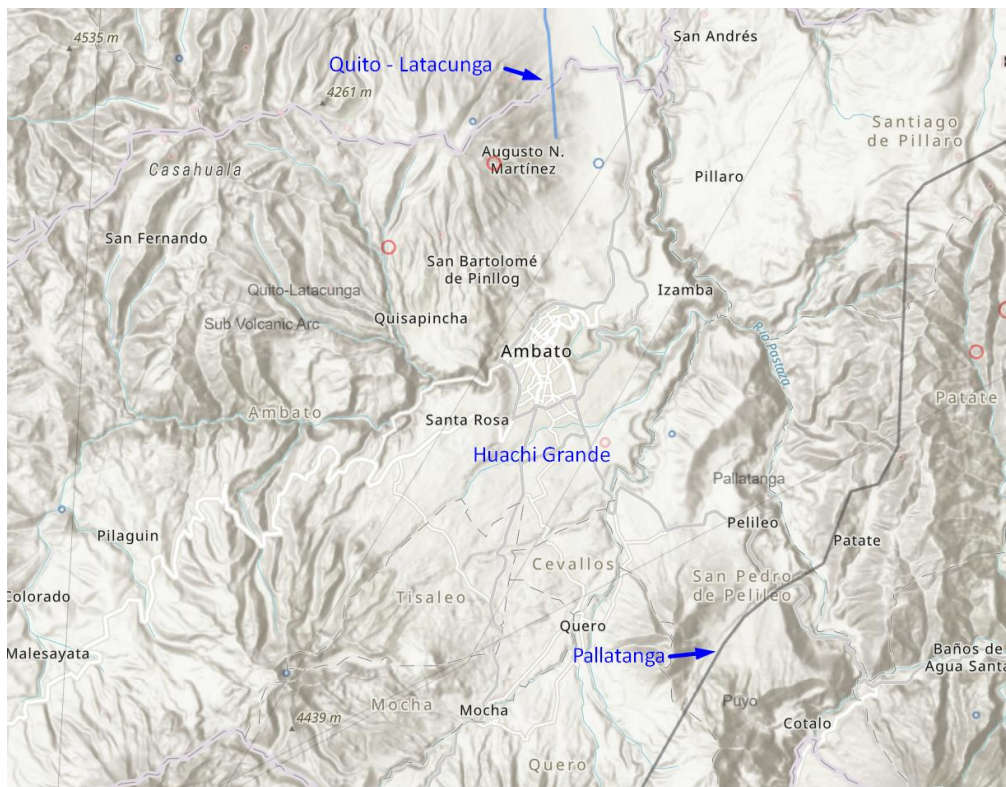 4535 m
San Andrés
Quito - Latacunga
4261 m
Santiago
de Pillaro
Augusto N.
Martínez
Casahuala
Pillaro
San Fernando
San Bartolomé
de Pinllog
Quito-Latacunga
Izamba
Sub Volcanic Arc
Quisapincha
Río Pastaza
Ambato
Patate
Ambato
Santa Rosa
Huachi Grande
Pallatanga
Pelileo
Pilaguin
Patate
Cevallos
San Pedro
de Pelileo
Colorado
Tisaleo
Quero
Malesayata
Pallatanga
Baños de
Agua Santa
Mocha
Mocha
Puyo
4439 m
Cotalo
Quero